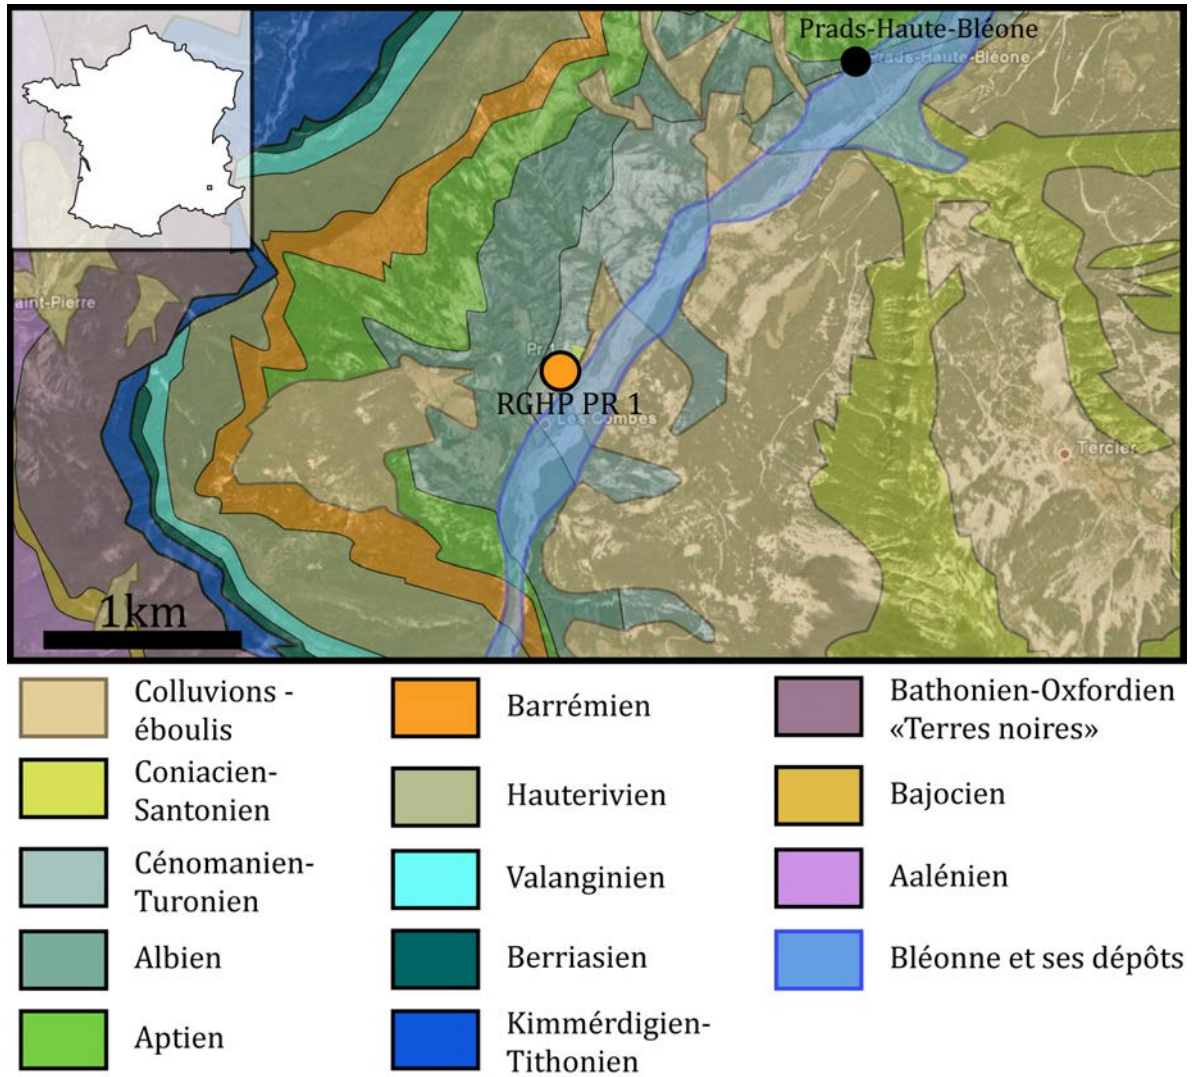 Prads-Haute-Bléone
Prads-Haute-Bléone
aint-Pierre
Pr 1
RGHP PR 1
Les Combes
Tercier
1km
Colluvions -
éboulis
Coniacien-
Santonien
Cénomanien-
Turonien
Albien
Aptien
Barrémien
Hauterivien
Valanginien
Berriasien
Kimmérdigien-
Tithonien
Bathonien-Oxfordien
«Terres noires»
Bajocien
Aalénien
Bléonne et ses dépôts